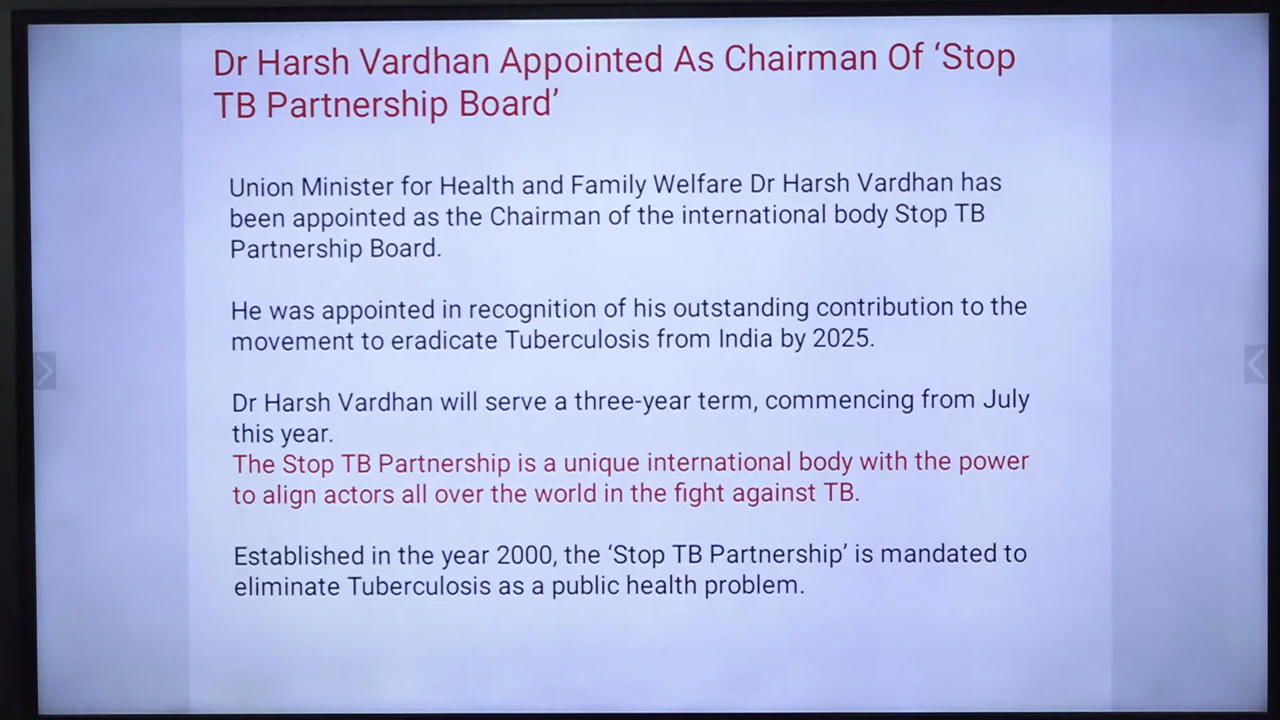 Dr Harsh Vardhan Appointed As Chairman Of ‘Stop
TB Partnership Board’
Union Minister for Health and Family Welfare Dr Harsh Vardhan has
been appointed as the Chairman of the international body Stop TB
Partnership Board.
He was appointed in recognition of his outstanding contribution to the
movement to eradicate Tuberculosis from India by 2025.
Dr Harsh Vardhan will serve a three-year term, commencing from July
this year.
The Stop TB Partnership is a unique international body with the power
to align actors all over the world in the fight against TB.
Established in the year 2000, the ‘Stop TB Partnership’ is mandated to
eliminate Tuberculosis as a public health problem.